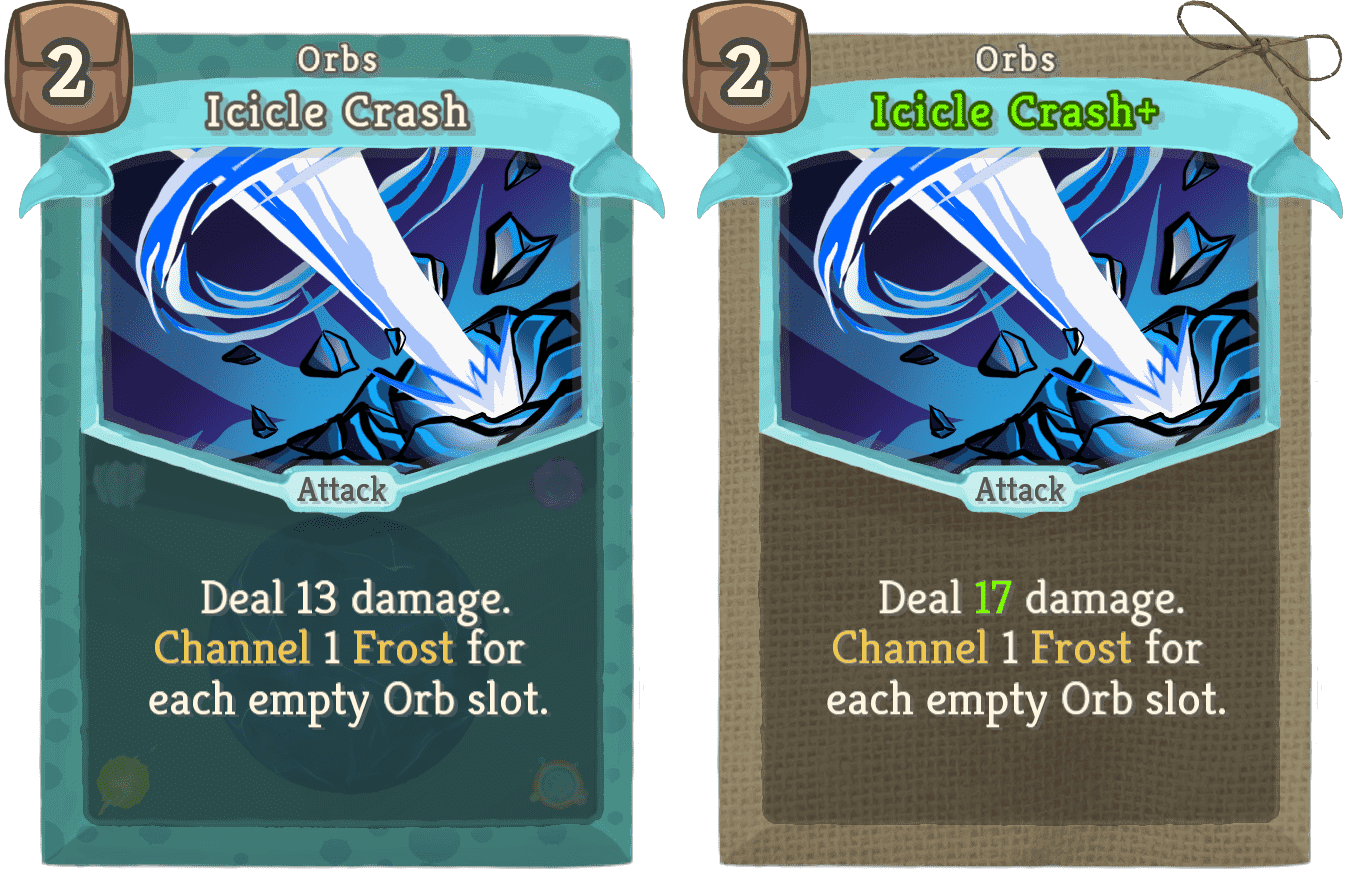 2
Orbs
Icicle Crash
Attack
Deal 13 damage.
Channel 1 Frost for
each empty Orb slot.
2
Orbs
Icicle Crash+
Attack
Deal 17 damage.
Channel 1 Frost for
each empty Orb slot.